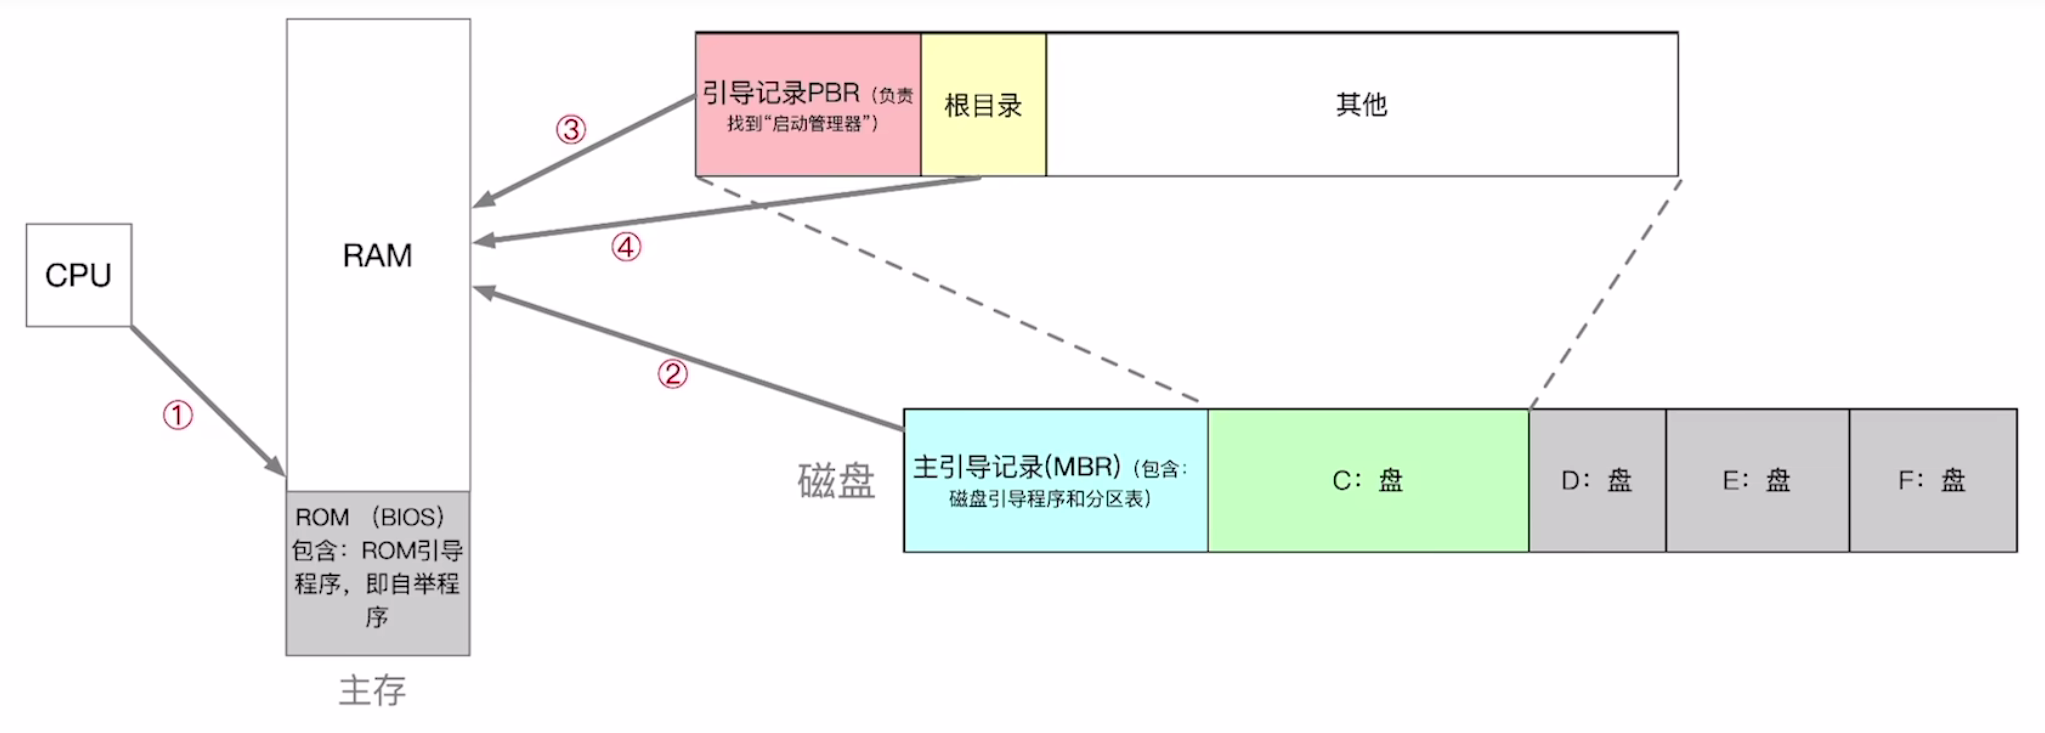 引导记录PBR（负责
找到“启动管理器”）
根目录
其他
③
④
RAM
CPU
②
①
磁盘
主引导记录(MBR)（包含：
磁盘引导程序和分区表）
C：盘
D：盘
E：盘
F：盘
ROM （BIOS）
包含：ROM引导
程序，即自举程
序
主存